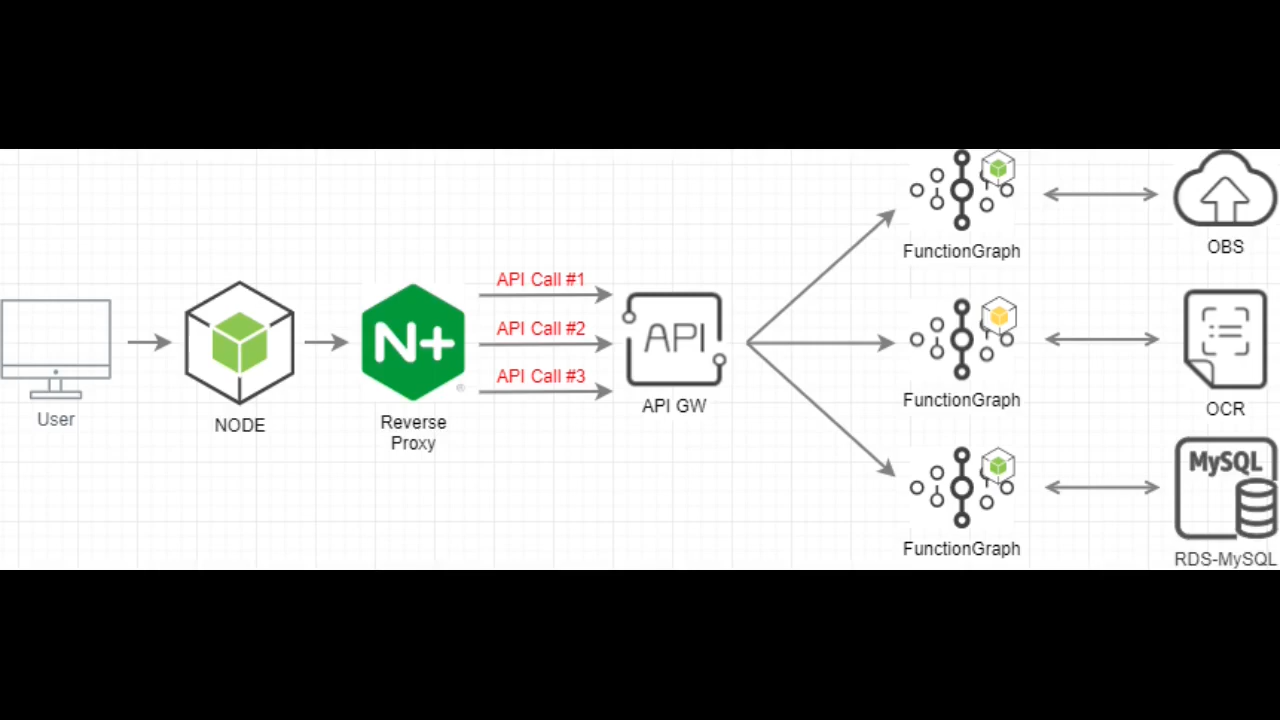 User
NODE
N+
®
Reverse
Proxy
API Call #1
API Call #2
API Call #3
API
API GW
FunctionGraph
OBS
FunctionGraph
OCR
FunctionGraph
MySQL
RDS-MySQL